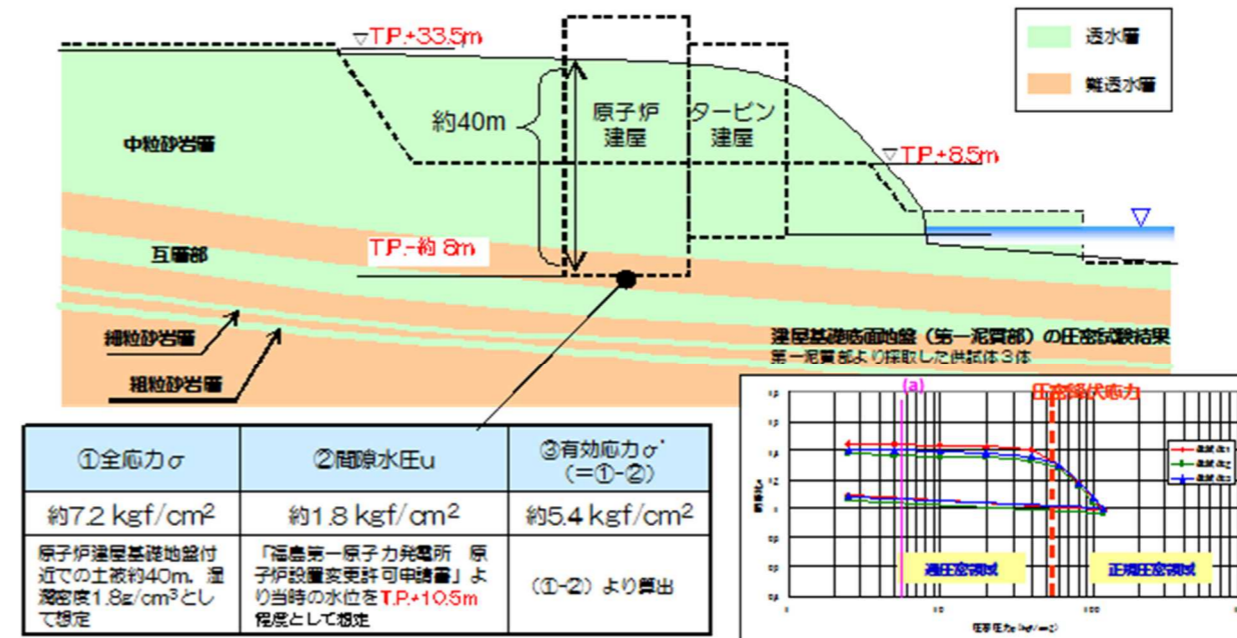 ▽T.P.+33.5m
透水層
難透水層
約40m
原子炉
建屋
タービン
建屋
中粒砂岩層
▽T.P.+8.5m
T.P.-約 8m
互層部
細粒砂岩層
粗粒砂岩層
建屋基礎底面地盤（第一泥質部）の圧密試験結果
第一泥質部より採取した供試体３体
(a)
圧密降伏応力
過圧密領域
正規圧密領域
①全応力σ
②間隙水圧u
③有効応力σ'
(=①-②)
約7.2 kgf/cm²
約1.8 kgf/cm²
約5.4 kgf/cm²
原子炉建屋基礎地盤付
近での土被約40m，湿
潤密度1.8g/cm³とし
て想定
「福島第一原子力発電所　原
子炉設置変更許可申請書」よ
り当時の水位をT.P.+10.5m
程度として想定
(①-②) より算出